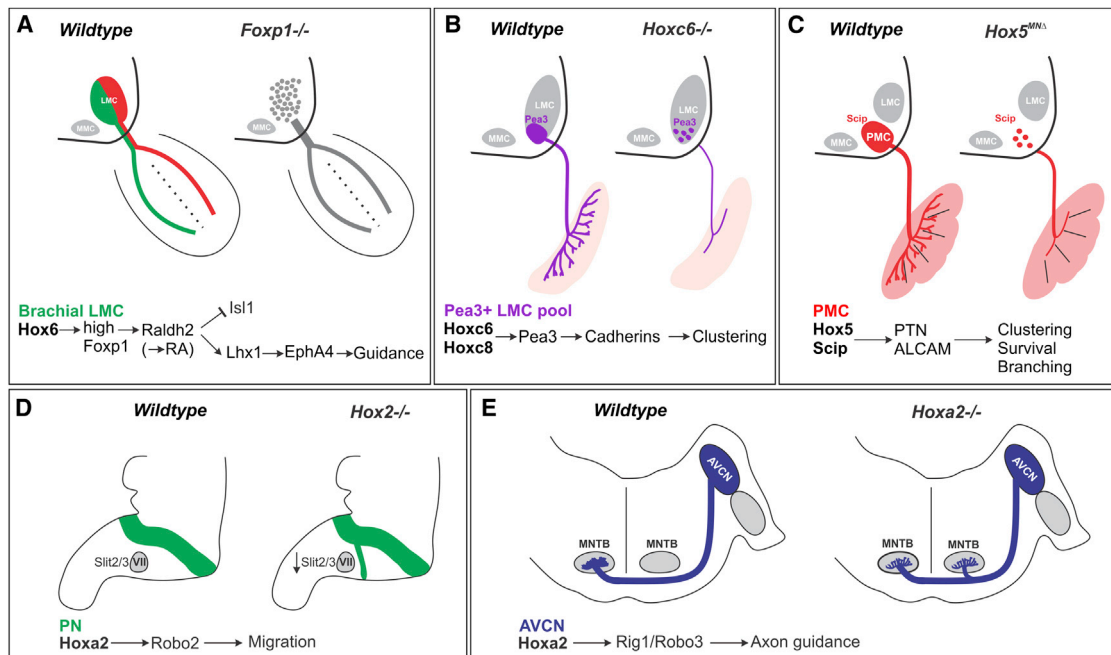 A
Wildtype
Foxp1-/-
LMC
MMC
MMC
Brachial LMC
Hox6 → high → Raldh2
Foxp1 (→RA)
Isl1
Lhx1 → EphA4 → Guidance
B
Wildtype
Hoxc6-/-
LMC
Pea3
MMC
LMC
Pea3
MMC
Pea3+ LMC pool
Hoxc6
Hoxc8
→ Pea3 → Cadherins → Clustering
C
Wildtype
Hox5MNΔ
LMC
Scip
PMC
MMC
LMC
Scip
MMC
PMC
Hox5 → PTN → Clustering
Scip ALCAM Survival
Branching
D
Wildtype
Hox2-/-
Slit2/3 VII
↓ Slit2/3 VII
PN
Hoxa2 → Robo2 → Migration
E
Wildtype
Hoxa2-/-
AVCN
MNTB
MNTB
AVCN
MNTB
MNTB
AVCN
Hoxa2 → Rig1/Robo3 → Axon guidance